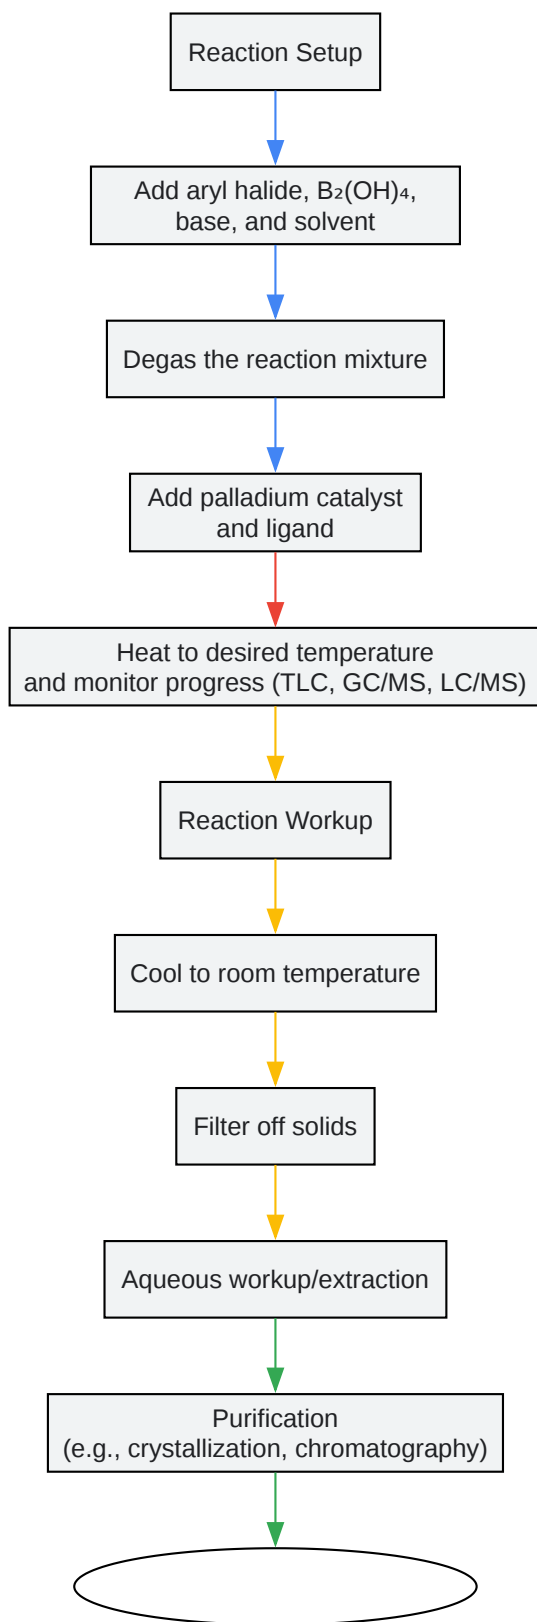 Reaction Setup
Add aryl halide, B₂(OH)₄,
base, and solvent
Degas the reaction mixture
Add palladium catalyst
and ligand
Heat to desired temperature
and monitor progress (TLC, GC/MS, LC/MS)
Reaction Workup
Cool to room temperature
Filter off solids
Aqueous workup/extraction
Purification
(e.g., crystallization, chromatography)